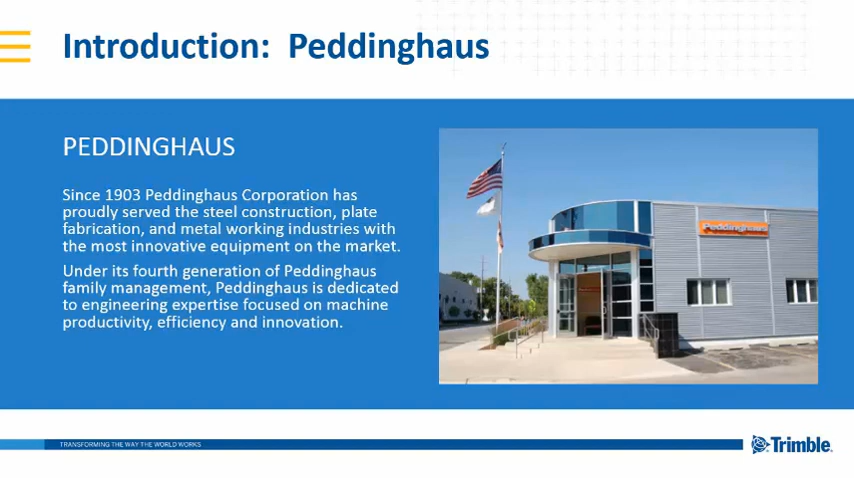 Introduction: Peddinghaus
PEDDINGHAUS
Since 1903 Peddinghaus Corporation has
proudly served the steel construction, plate
fabrication, and metal working industries with
the most innovative equipment on the market.
Under its fourth generation of Peddinghaus
family management, Peddinghaus is dedicated
to engineering expertise focused on machine
productivity, efficiency and innovation.
Peddinghaus
TRANSFORMING THE WAY THE WORLD WORKS
Trimble